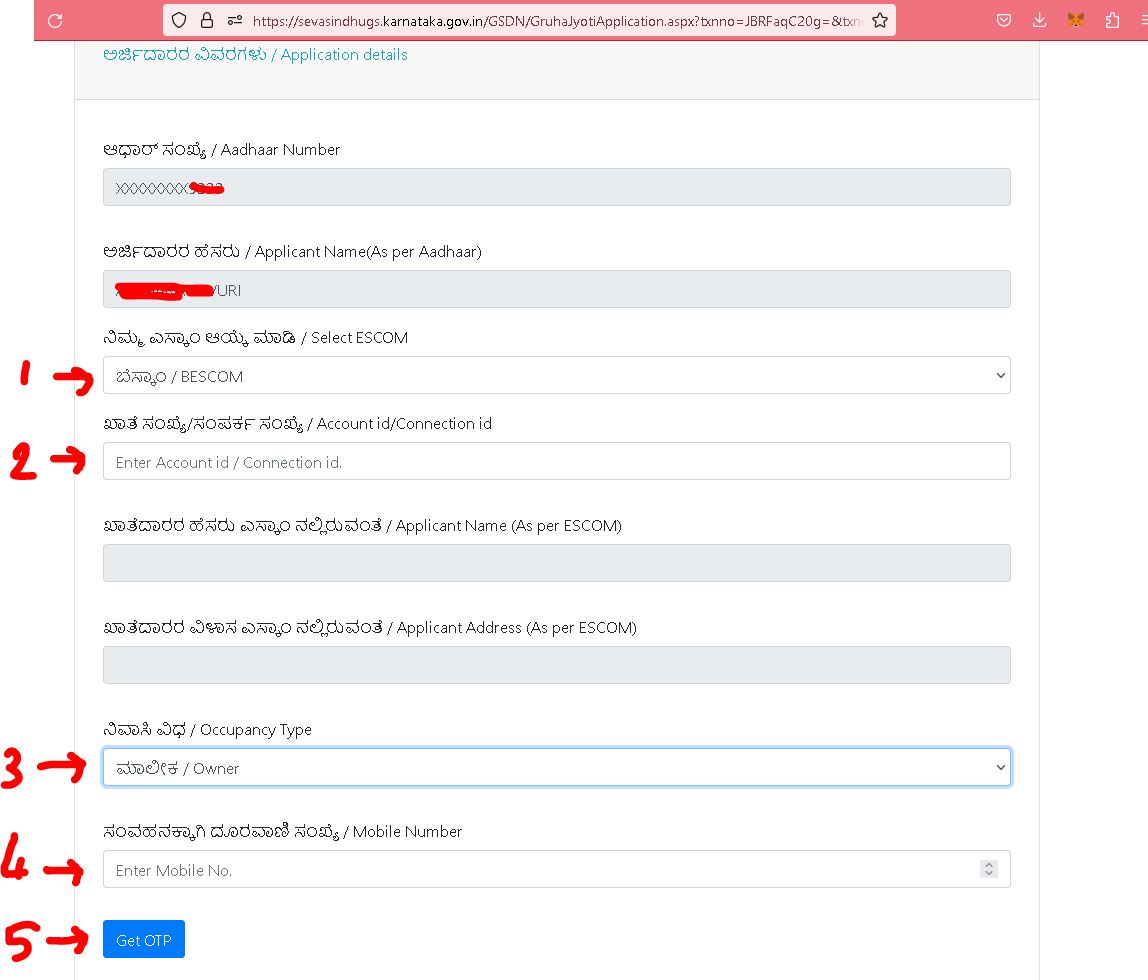 https://sevasindhugs.karnataka.gov.in/GSDN/GruhaJyotiApplication.aspx?txnno=JBRFaqC20g=&txn
ಅರ್ಜಿದಾರರ ವಿವರಗಳು / Application details
ಆಧಾರ್ ಸಂಖ್ಯೆ / Aadhaar Number
XXXXXXXX
ಅರ್ಜಿದಾರರ ಹೆಸರು / Applicant Name(As per Aadhaar)
URI
ನಿಮ್ಮ ಎಸ್ಕಾಂ ಆಯ್ಕೆ ಮಾಡಿ / Select ESCOM
1 ಬೆಸ್ಕಾಂ / BESCOM
ಖಾತೆ ಸಂಖ್ಯೆ/ಸಂಪರ್ಕ ಸಂಖ್ಯೆ / Account id/Connection id
2 Enter Account id / Connection id.
ಖಾತೆದಾರರ ಹೆಸರು ಎಸ್ಕಾಂ ನಲ್ಲಿರುವಂತೆ / Applicant Name (As per ESCOM)
ಖಾತೆದಾರರ ವಿಳಾಸ ಎಸ್ಕಾಂ ನಲ್ಲಿರುವಂತೆ / Applicant Address (As per ESCOM)
ನಿವಾಸಿ ವಿಧ / Occupancy Type
3 ಮಾಲೀಕ / Owner
ಸಂವಹನಕ್ಕಾಗಿ ದೂರವಾಣಿ ಸಂಖ್ಯೆ / Mobile Number
4 Enter Mobile No.
5 Get OTP